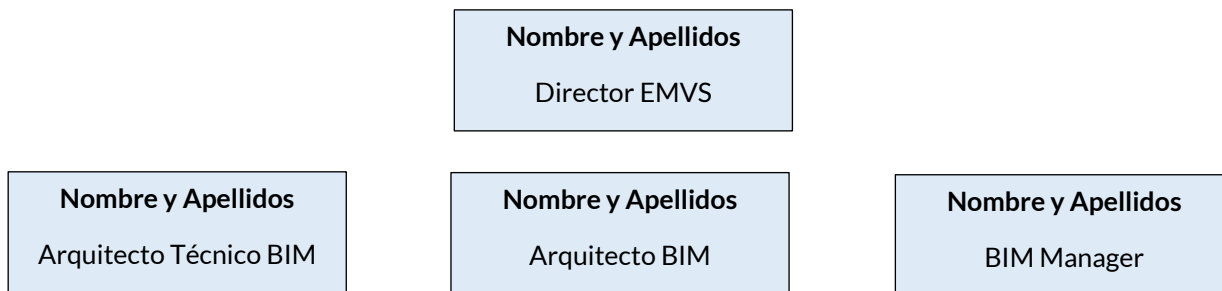 Nombre y Apellidos
Director EMVS
Nombre y Apellidos
Arquitecto Técnico BIM
Nombre y Apellidos
Arquitecto BIM
Nombre y Apellidos
BIM Manager